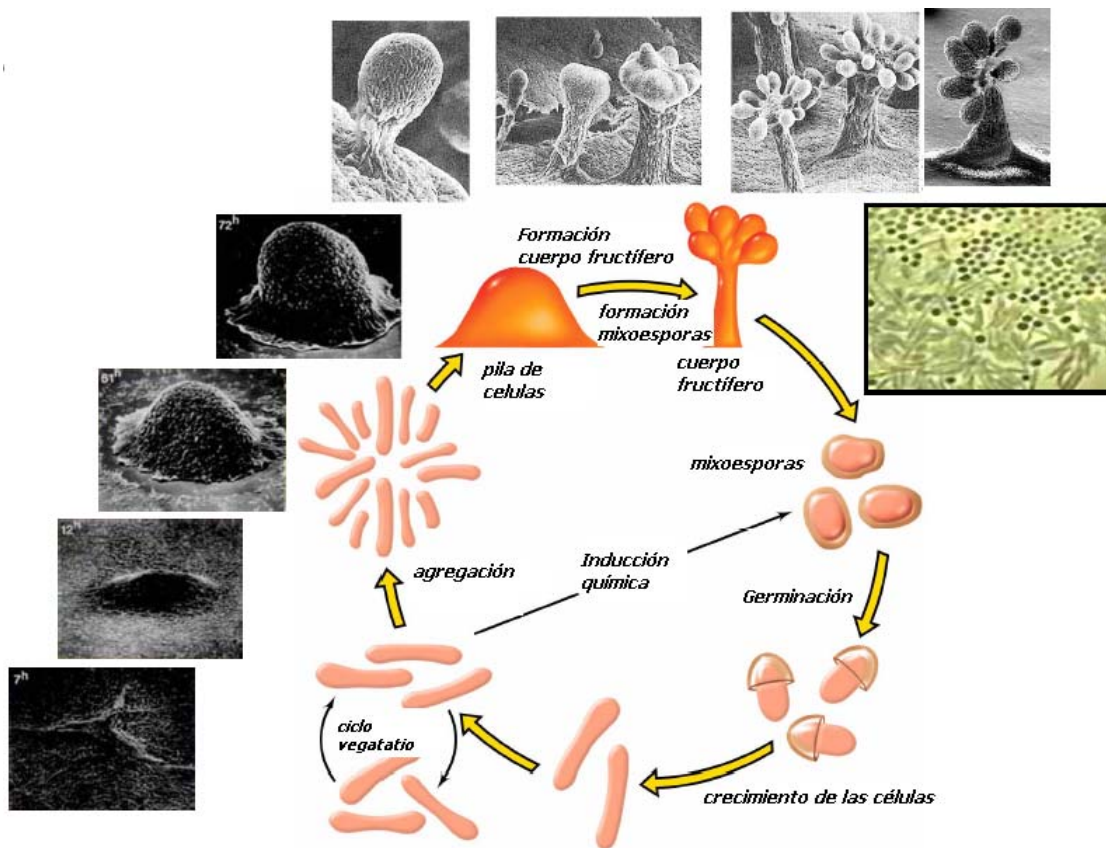 72h
Formación
cuerpo fructífero
formación
mixoesporas
cuerpo
fructífero
pila de
celulas
61h
mixoesporas
12h
agregación
Inducción
química
Germinación
7h
ciclo
vegatatio
crecimiento de las células